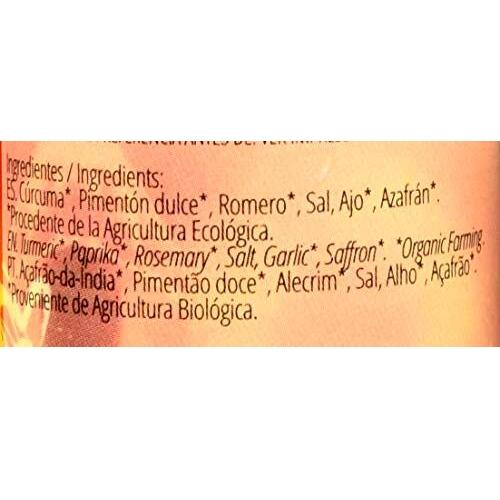 Ingredientes / Ingredients:
ES. Cúrcuma*, Pimentón dulce*, Romero*, Sal, Ajo*, Azafrán*.
*Procedente de la Agricultura Ecológica.
EN. Turmeric*, Paprika*, Rosemary*, Salt, Garlic*, Saffron*. *Organic Farming.
PT. Açafrão-da-India*, Pimentão doce*, Alecrim*, Sal, Alho*, Açafrão*.
*Proveniente de Agricultura Biológica.